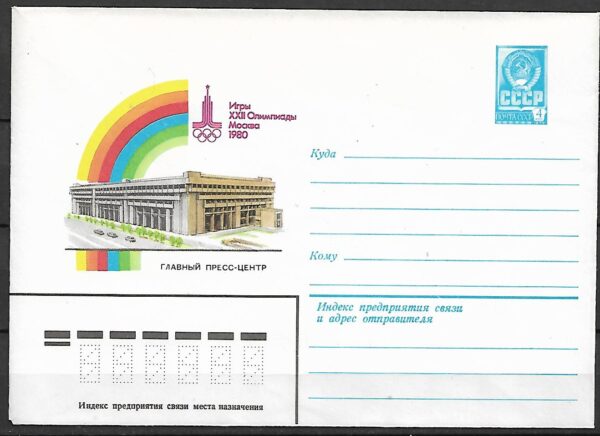 Игры
XXII Олимпиады
Москва
1980
СССР
ПОЧТА СССР
4
Куда
ГЛАВНЫЙ ПРЕСС-ЦЕНТР
Кому
Индекс предприятия связи
и адрес отправителя
Индекс предприятия связи места назначения